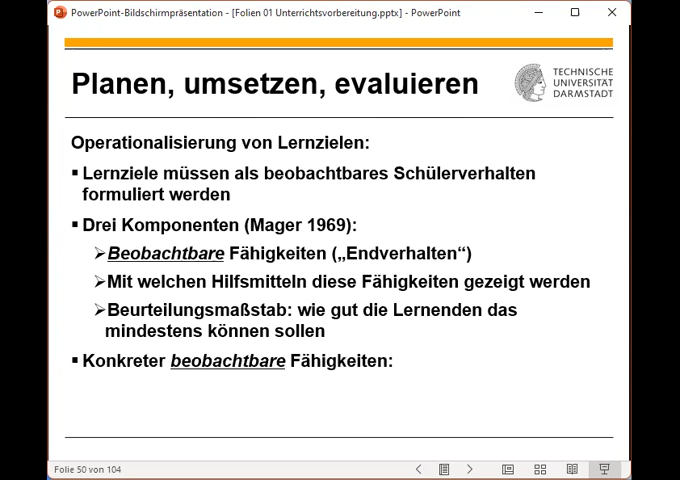 PowerPoint-Bildschirmpräsentation - [Folien 01 Unterrichtsvorbereitung.pptx] - PowerPoint
Planen, umsetzen, evaluieren
TECHNISCHE
UNIVERSITÄT
DARMSTADT
Operationalisierung von Lernzielen:
▪ Lernziele müssen als beobachtbares Schülerverhalten
formuliert werden
▪ Drei Komponenten (Mager 1969):
➢Beobachtbare Fähigkeiten („Endverhalten“)
➢Mit welchen Hilfsmitteln diese Fähigkeiten gezeigt werden
➢Beurteilungsmaßstab: wie gut die Lernenden das
mindestens können sollen
▪ Konkreter beobachtbare Fähigkeiten:
Folie 50 von 104